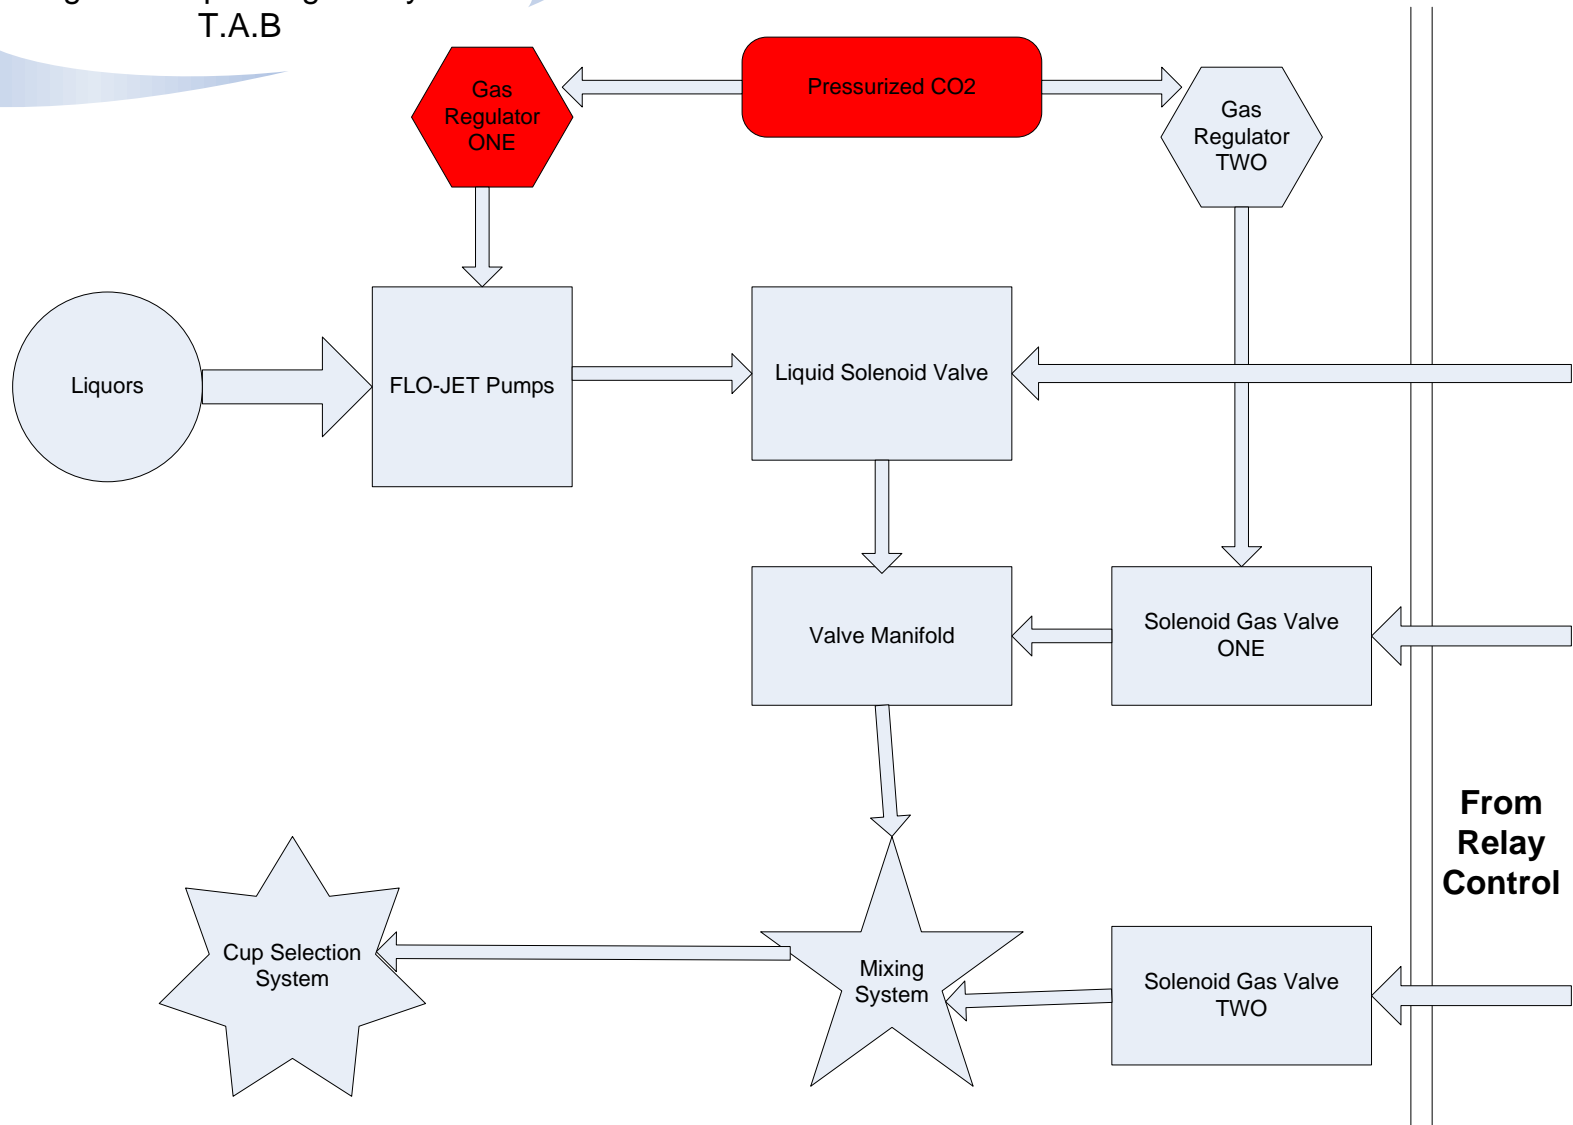 T.A.B
Gas
Regulator
ONE
Pressurized CO2
Gas
Regulator
TWO
Liquors
FLO-JET Pumps
Liquid Solenoid Valve
Valve Manifold
Solenoid Gas Valve
ONE
From
Relay
Control
Cup Selection
System
Mixing
System
Solenoid Gas Valve
TWO